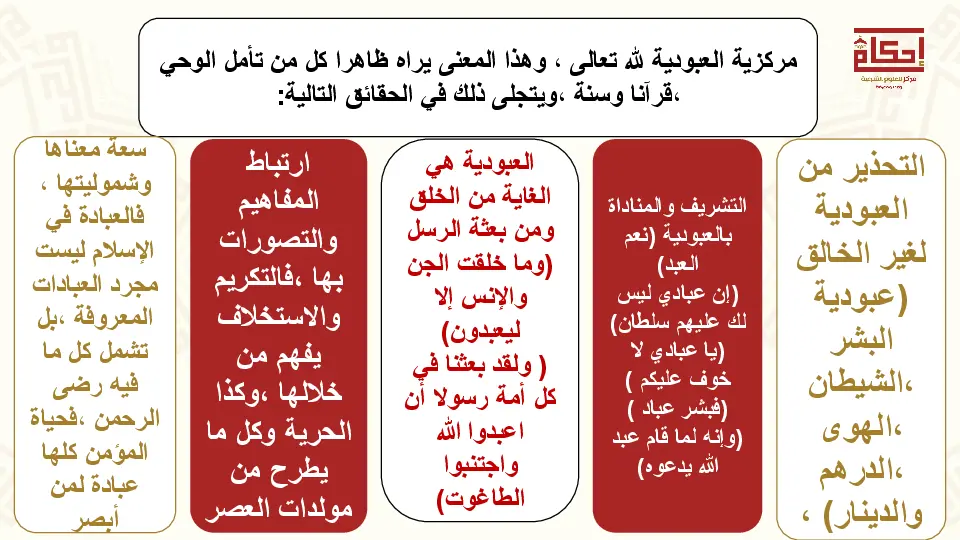 إحكام
مركز للعلوم الشرعية
مركزية العبودية لله تعالى ، وهذا المعنى يراه ظاهرا كل من تأمل الوحي
،قرآنا وسنة ،ويتجلى ذلك في الحقائق التالية:
التحذير من
العبودية
لغير الخالق
(عبودية
البشر
،الشيطان
،الهوى
،الدرهم
والدينار) ،
التشريف والمناداة
بالعبودية (نعم
العبد)
(إن عبادي ليس
لك عليهم سلطان)
(يا عبادي لا
خوف عليكم )
(فبشر عباد )
(وإنه لما قام عبد
الله يدعوه)
العبودية هي
الغاية من الخلق
ومن بعثة الرسل
(وما خلقت الجن
والإنس إلا
ليعبدون)
( ولقد بعثنا في
كل أمة رسولا أن
اعبدوا الله
واجتنبوا
الطاغوت)
ارتباط
المفاهيم
والتصورات
بها ،فالتكريم
والاستخلاف
يفهم من
خلالها ،وكذا
الحرية وكل ما
يطرح من
مولدات العصر
سعة معناها
وشموليتها ،
فالعبادة في
الإسلام ليست
مجرد العبادات
المعروفة ،بل
تشمل كل ما
فيه رضى
الرحمن ،فحياة
المؤمن كلها
عبادة لمن
أبصر